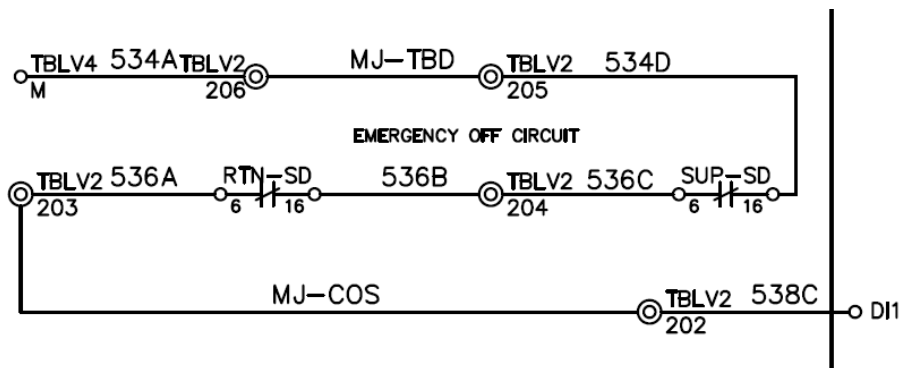 TBLV4 534A TBLV2 MJ-TBD TBLV2 534D
M 206 205
EMERGENCY OFF CIRCUIT
TBLV2 536A RTN-SD 536B TBLV2 536C SUP-SD
203 6 16 204 6 16
MJ-COS TBLV2 538C DI1
202